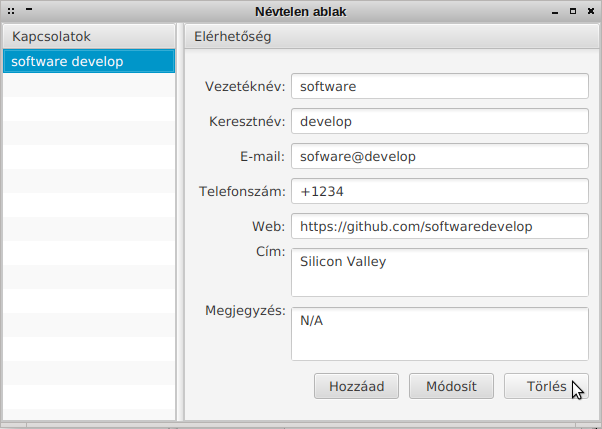 Névtelen ablak
Kapcsolatok
software develop
Elérhetőség
Vezetéknév: software
Keresztnév: develop
E-mail: sofware@develop
Telefonszám: +1234
Web: https://github.com/softwaredevelop
Cím: Silicon Valley
Megjegyzés: N/A
Hozzáad Módosít Törlés